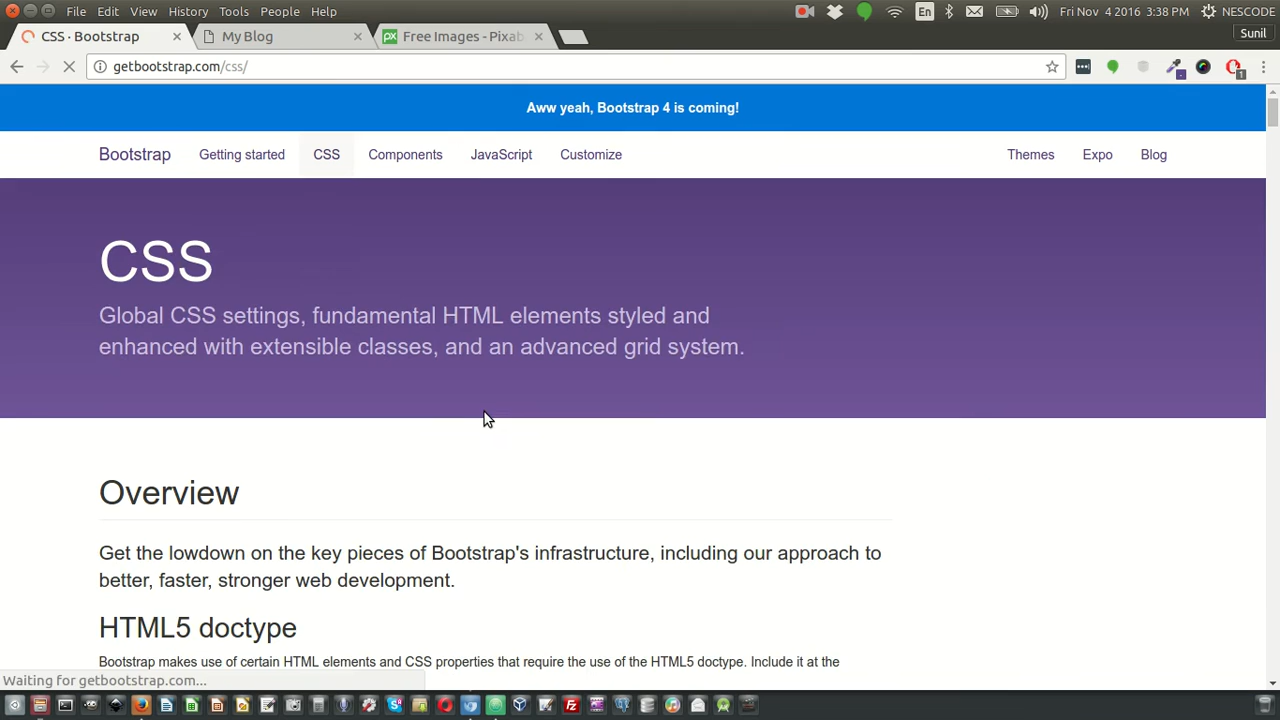 File Edit View History Tools People Help
En
Fri Nov 4 2016 3:38 PM
NESCODE
CSS · Bootstrap
My Blog
Free Images - Pixab
Sunil
getbootstrap.com/css/
1
Aww yeah, Bootstrap 4 is coming!
Bootstrap Getting started CSS Components JavaScript Customize Themes Expo Blog
CSS
Global CSS settings, fundamental HTML elements styled and
enhanced with extensible classes, and an advanced grid system.
Overview
Get the lowdown on the key pieces of Bootstrap's infrastructure, including our approach to
better, faster, stronger web development.
HTML5 doctype
Bootstrap makes use of certain HTML elements and CSS properties that require the use of the HTML5 doctype. Include it at the
Waiting for getbootstrap.com...